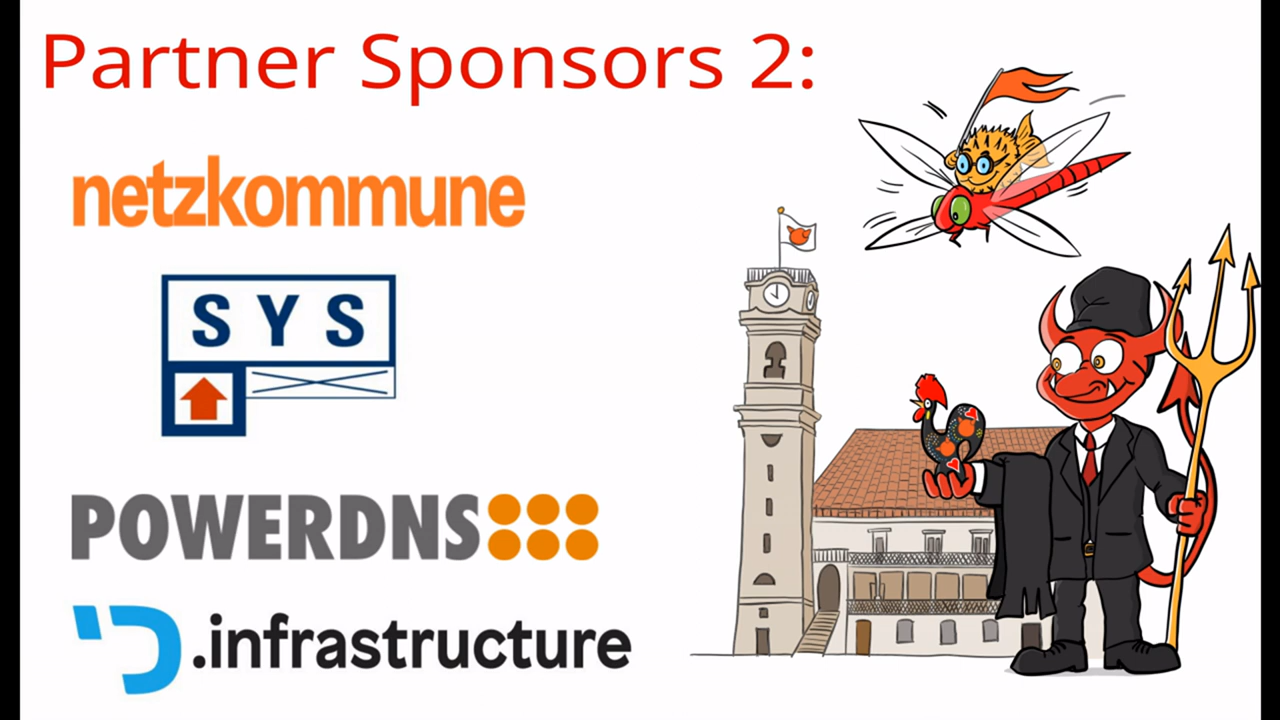 Partner Sponsors 2:
netzkommune
SYS
POWERDNS
.infrastructure